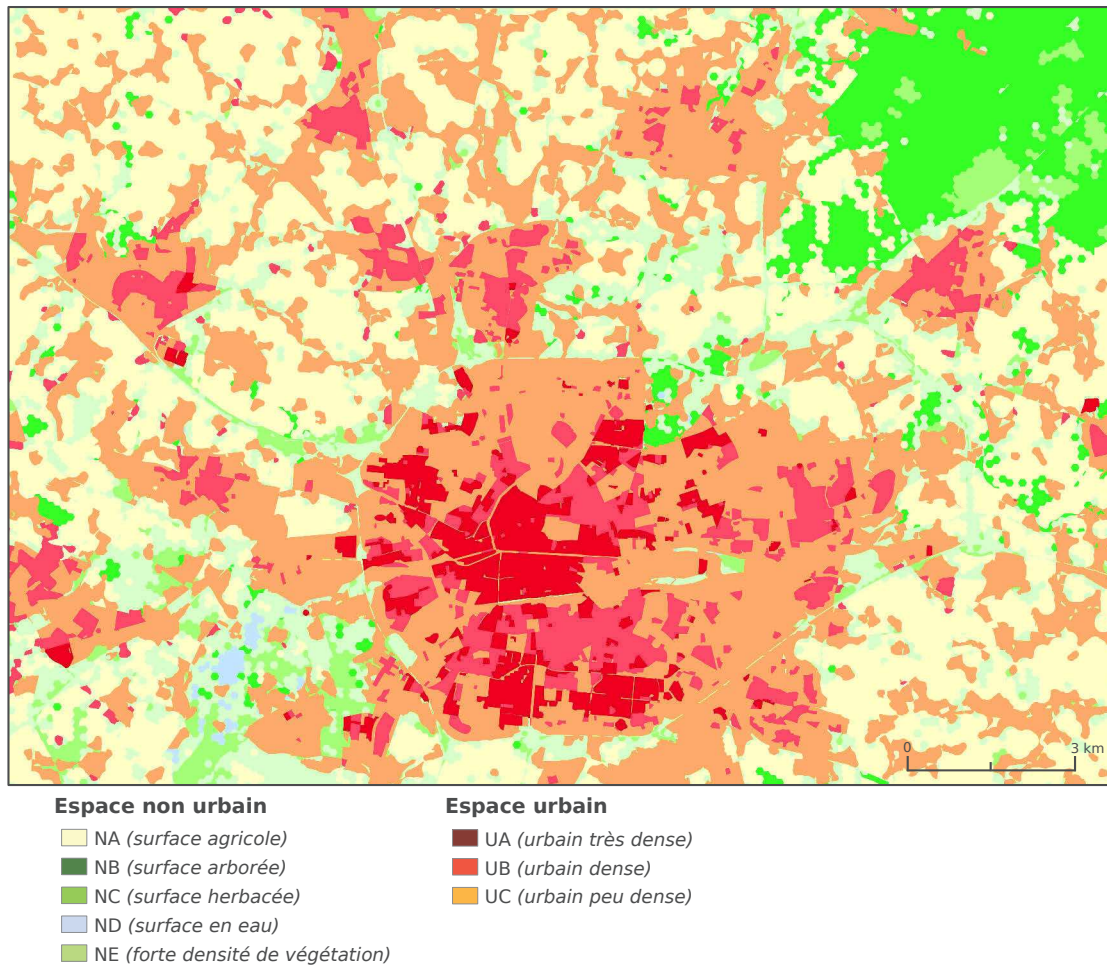 0 3 km
Espace non urbain
NA (surface agricole)
NB (surface arborée)
NC (surface herbacée)
ND (surface en eau)
NE (forte densité de végétation)
Espace urbain
UA (urbain très dense)
UB (urbain dense)
UC (urbain peu dense)